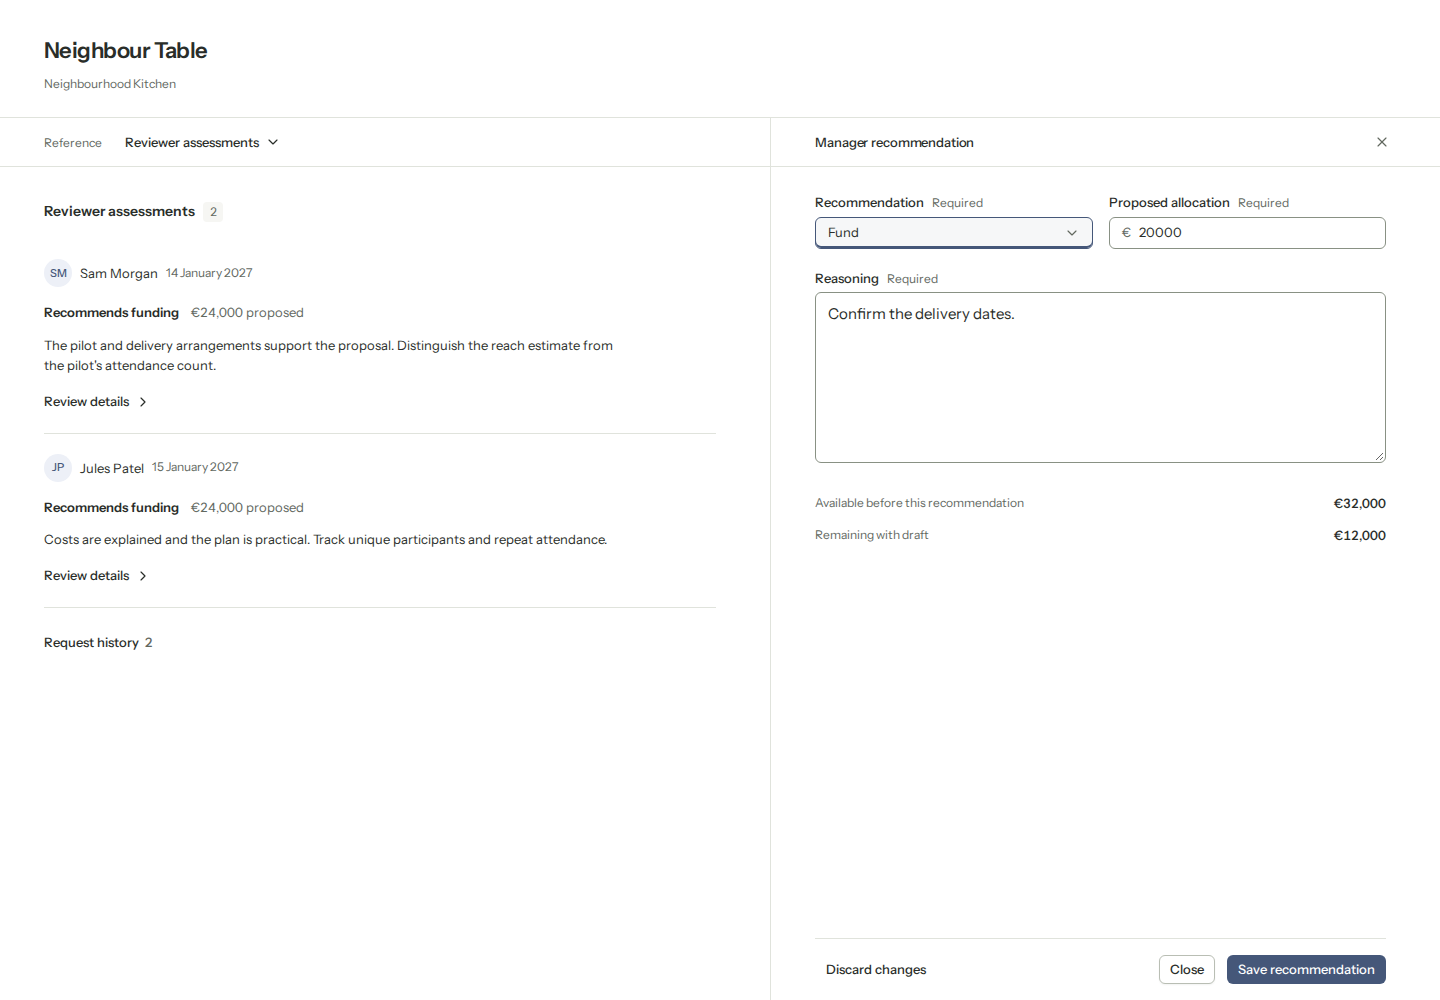 Neighbour Table
Neighbourhood Kitchen
Reference Reviewer assessments
Reviewer assessments 2
SM Sam Morgan 14 January 2027
Recommends funding €24,000 proposed
The pilot and delivery arrangements support the proposal. Distinguish the reach estimate from
the pilot's attendance count.
Review details
JP Jules Patel 15 January 2027
Recommends funding €24,000 proposed
Costs are explained and the plan is practical. Track unique participants and repeat attendance.
Review details
Request history 2
Manager recommendation
Recommendation Required
Fund
Proposed allocation Required
€ 20000
Reasoning Required
Confirm the delivery dates.
Available before this recommendation €32,000
Remaining with draft €12,000
Discard changes Close Save recommendation